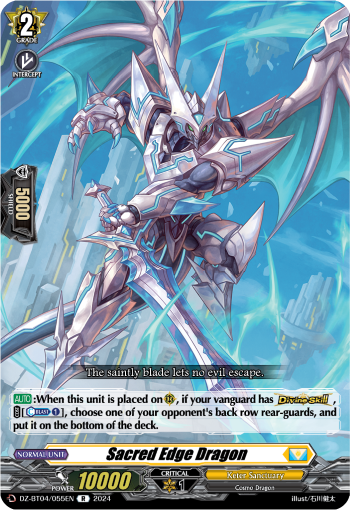 2
GRADE
INTERCEPT
5000
SHIELD
The saintly blade lets no evil escape.
AUTO:When this unit is placed on R, if your vanguard has Divine Skill,
[C-BLAST 1], choose one of your opponent's back row rear-guards, and
put it on the bottom of the deck.
NORMAL UNIT
Sacred Edge Dragon
POWER 10000
CRITICAL
1
Keter Sanctuary
Cosmo Dragon
DZ-BT04/055EN R 2024
illust/石川健太